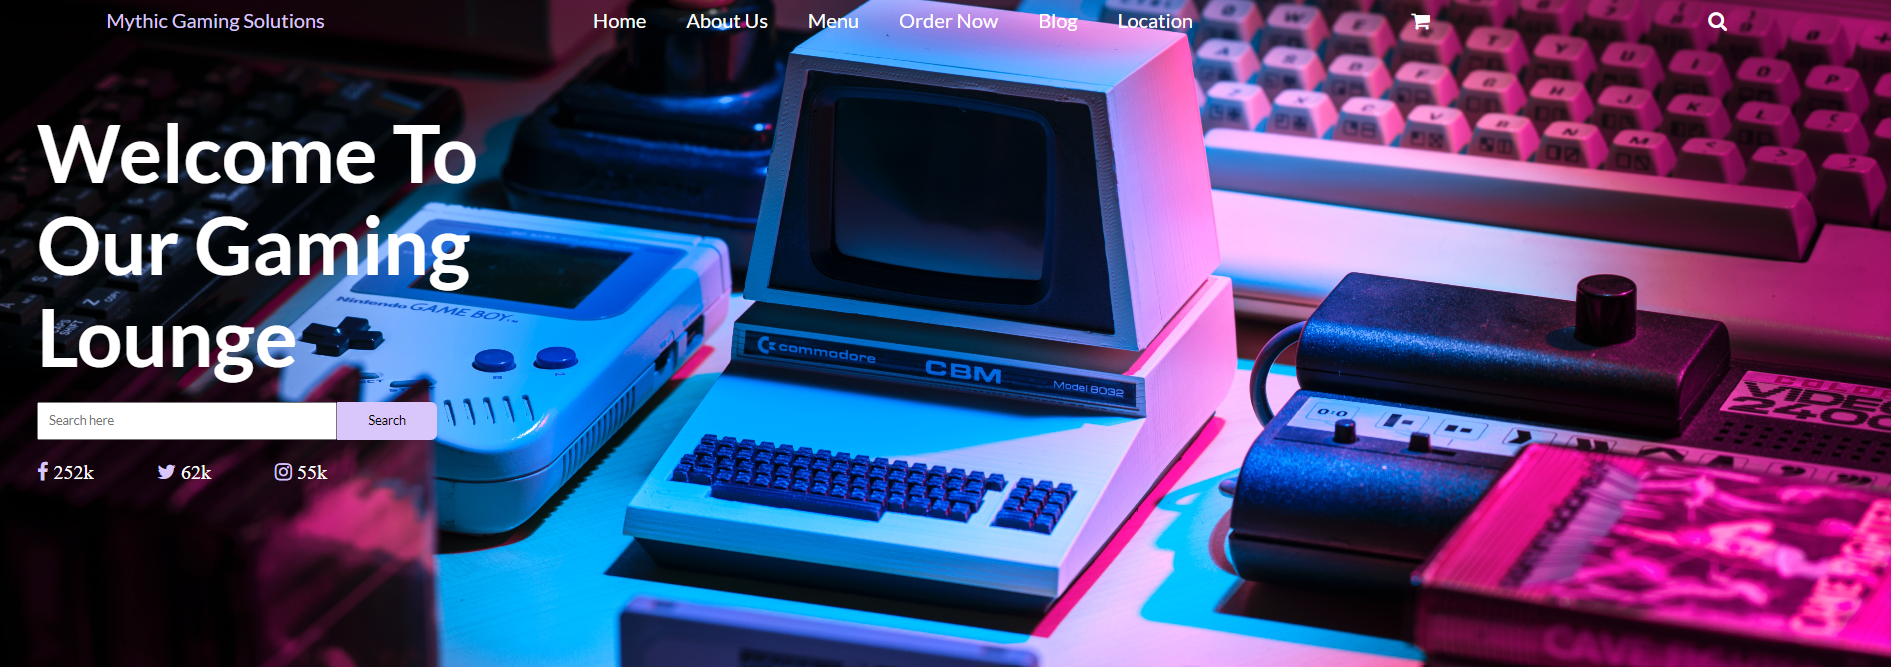 Mythic Gaming Solutions
Home
About Us
Menu
Order Now
Blog
Location
Welcome To
Our Gaming
Lounge
Search here
Search
252k
62k
55k
Nintendo GAME BOY
commodore
CBM
Model 8032